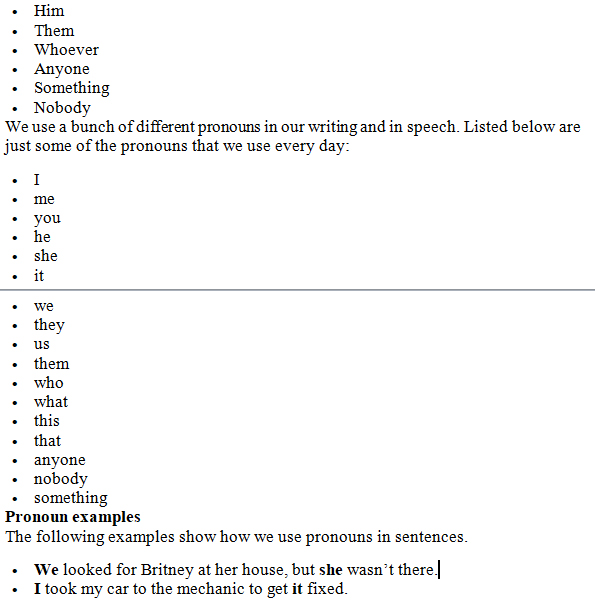 • Him
• Them
• Whoever
• Anyone
• Something
• Nobody
We use a bunch of different pronouns in our writing and in speech. Listed below are
just some of the pronouns that we use every day:
• I
• me
• you
• he
• she
• it
• we
• they
• us
• them
• who
• what
• this
• that
• anyone
• nobody
• something
Pronoun examples
The following examples show how we use pronouns in sentences.
• We looked for Britney at her house, but she wasn’t there.
• I took my car to the mechanic to get it fixed.